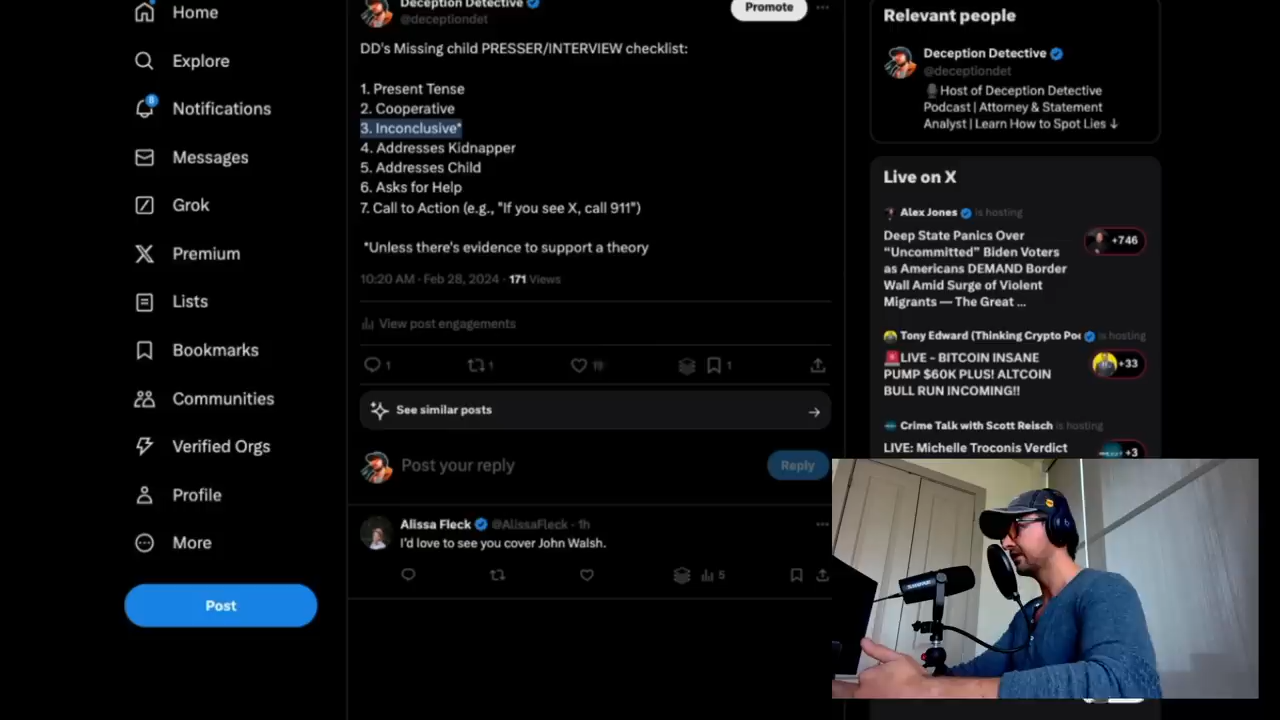 Home
Explore
8
Notifications
Messages
Grok
Premium
Lists
Bookmarks
Communities
Verified Orgs
Profile
More
Post
Deception Detective
@deceptiondet
Promote
DD's Missing child PRESSER/INTERVIEW checklist:
1. Present Tense
2. Cooperative
3. Inconclusive*
4. Addresses Kidnapper
5. Addresses Child
6. Asks for Help
7. Call to Action (e.g., "If you see X, call 911")
*Unless there's evidence to support a theory
10:20 AM · Feb 28, 2024 · 171 Views
View post engagements
1
1
1
See similar posts
Post your reply
Reply
Alissa Fleck @AlissaFleck · 1h
I'd love to see you cover John Walsh.
5
Relevant people
Deception Detective
@deceptiondet
Host of Deception Detective
Podcast | Attorney & Statement
Analyst | Learn How to Spot Lies ↓
Live on X
Alex Jones is hosting
Deep State Panics Over
“Uncommitted” Biden Voters
as Americans DEMAND Border
Wall Amid Surge of Violent
Migrants — The Great ...
+746
Tony Edward (Thinking Crypto Po is hosting
LIVE - BITCOIN INSANE
PUMP $60K PLUS! ALTCOIN
BULL RUN INCOMING!!
+33
Crime Talk with Scott Reisch is hosting
LIVE: Michelle Troconis Verdict
+3